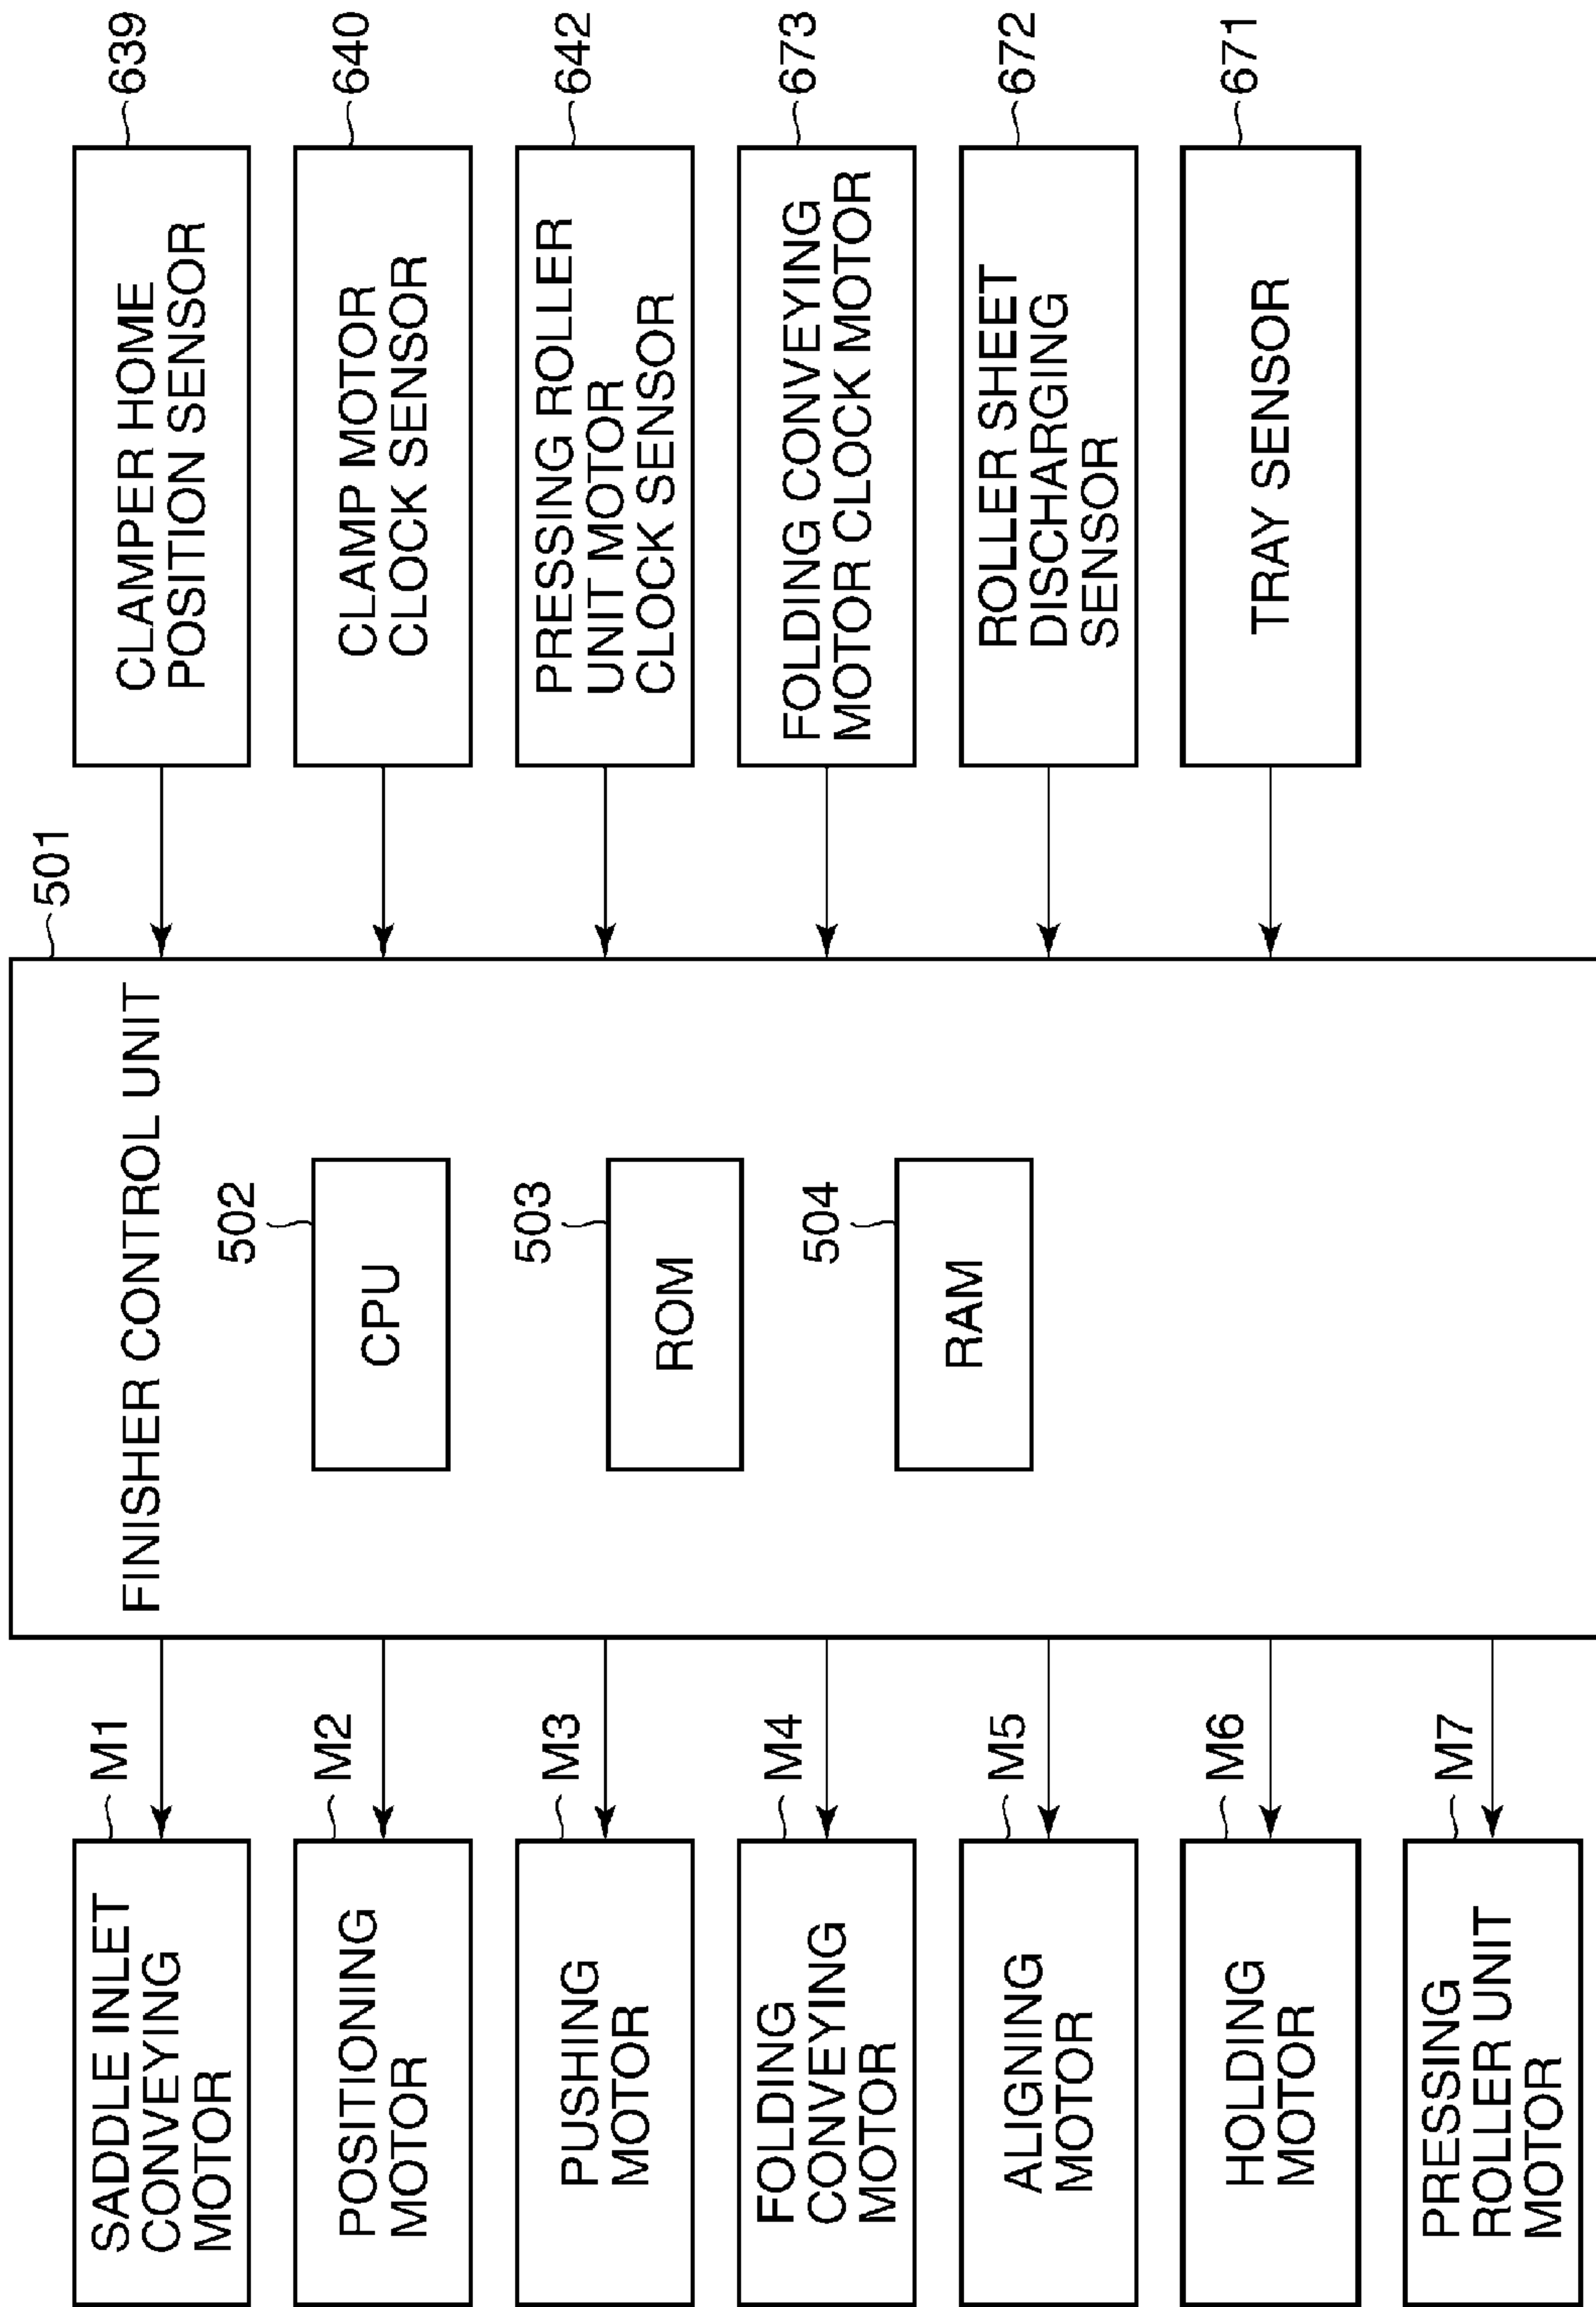 FINISHER CONTROL UNIT
501
CPU
502
ROM
503
RAM
504
SADDLE INLET
CONVEYING
MOTOR
M1
POSITIONING
MOTOR
M2
PUSHING
MOTOR
M3
FOLDING
CONVEYING
MOTOR
M4
ALIGNING
MOTOR
M5
HOLDING
MOTOR
M6
PRESSING
ROLLER UNIT
MOTOR
M7
CLAMPER HOME
POSITION SENSOR
639
CLAMP MOTOR
CLOCK SENSOR
640
PRESSING ROLLER
UNIT MOTOR
CLOCK SENSOR
642
FOLDING CONVEYING
MOTOR CLOCK MOTOR
673
ROLLER SHEET
DISCHARGING
SENSOR
672
TRAY SENSOR
671